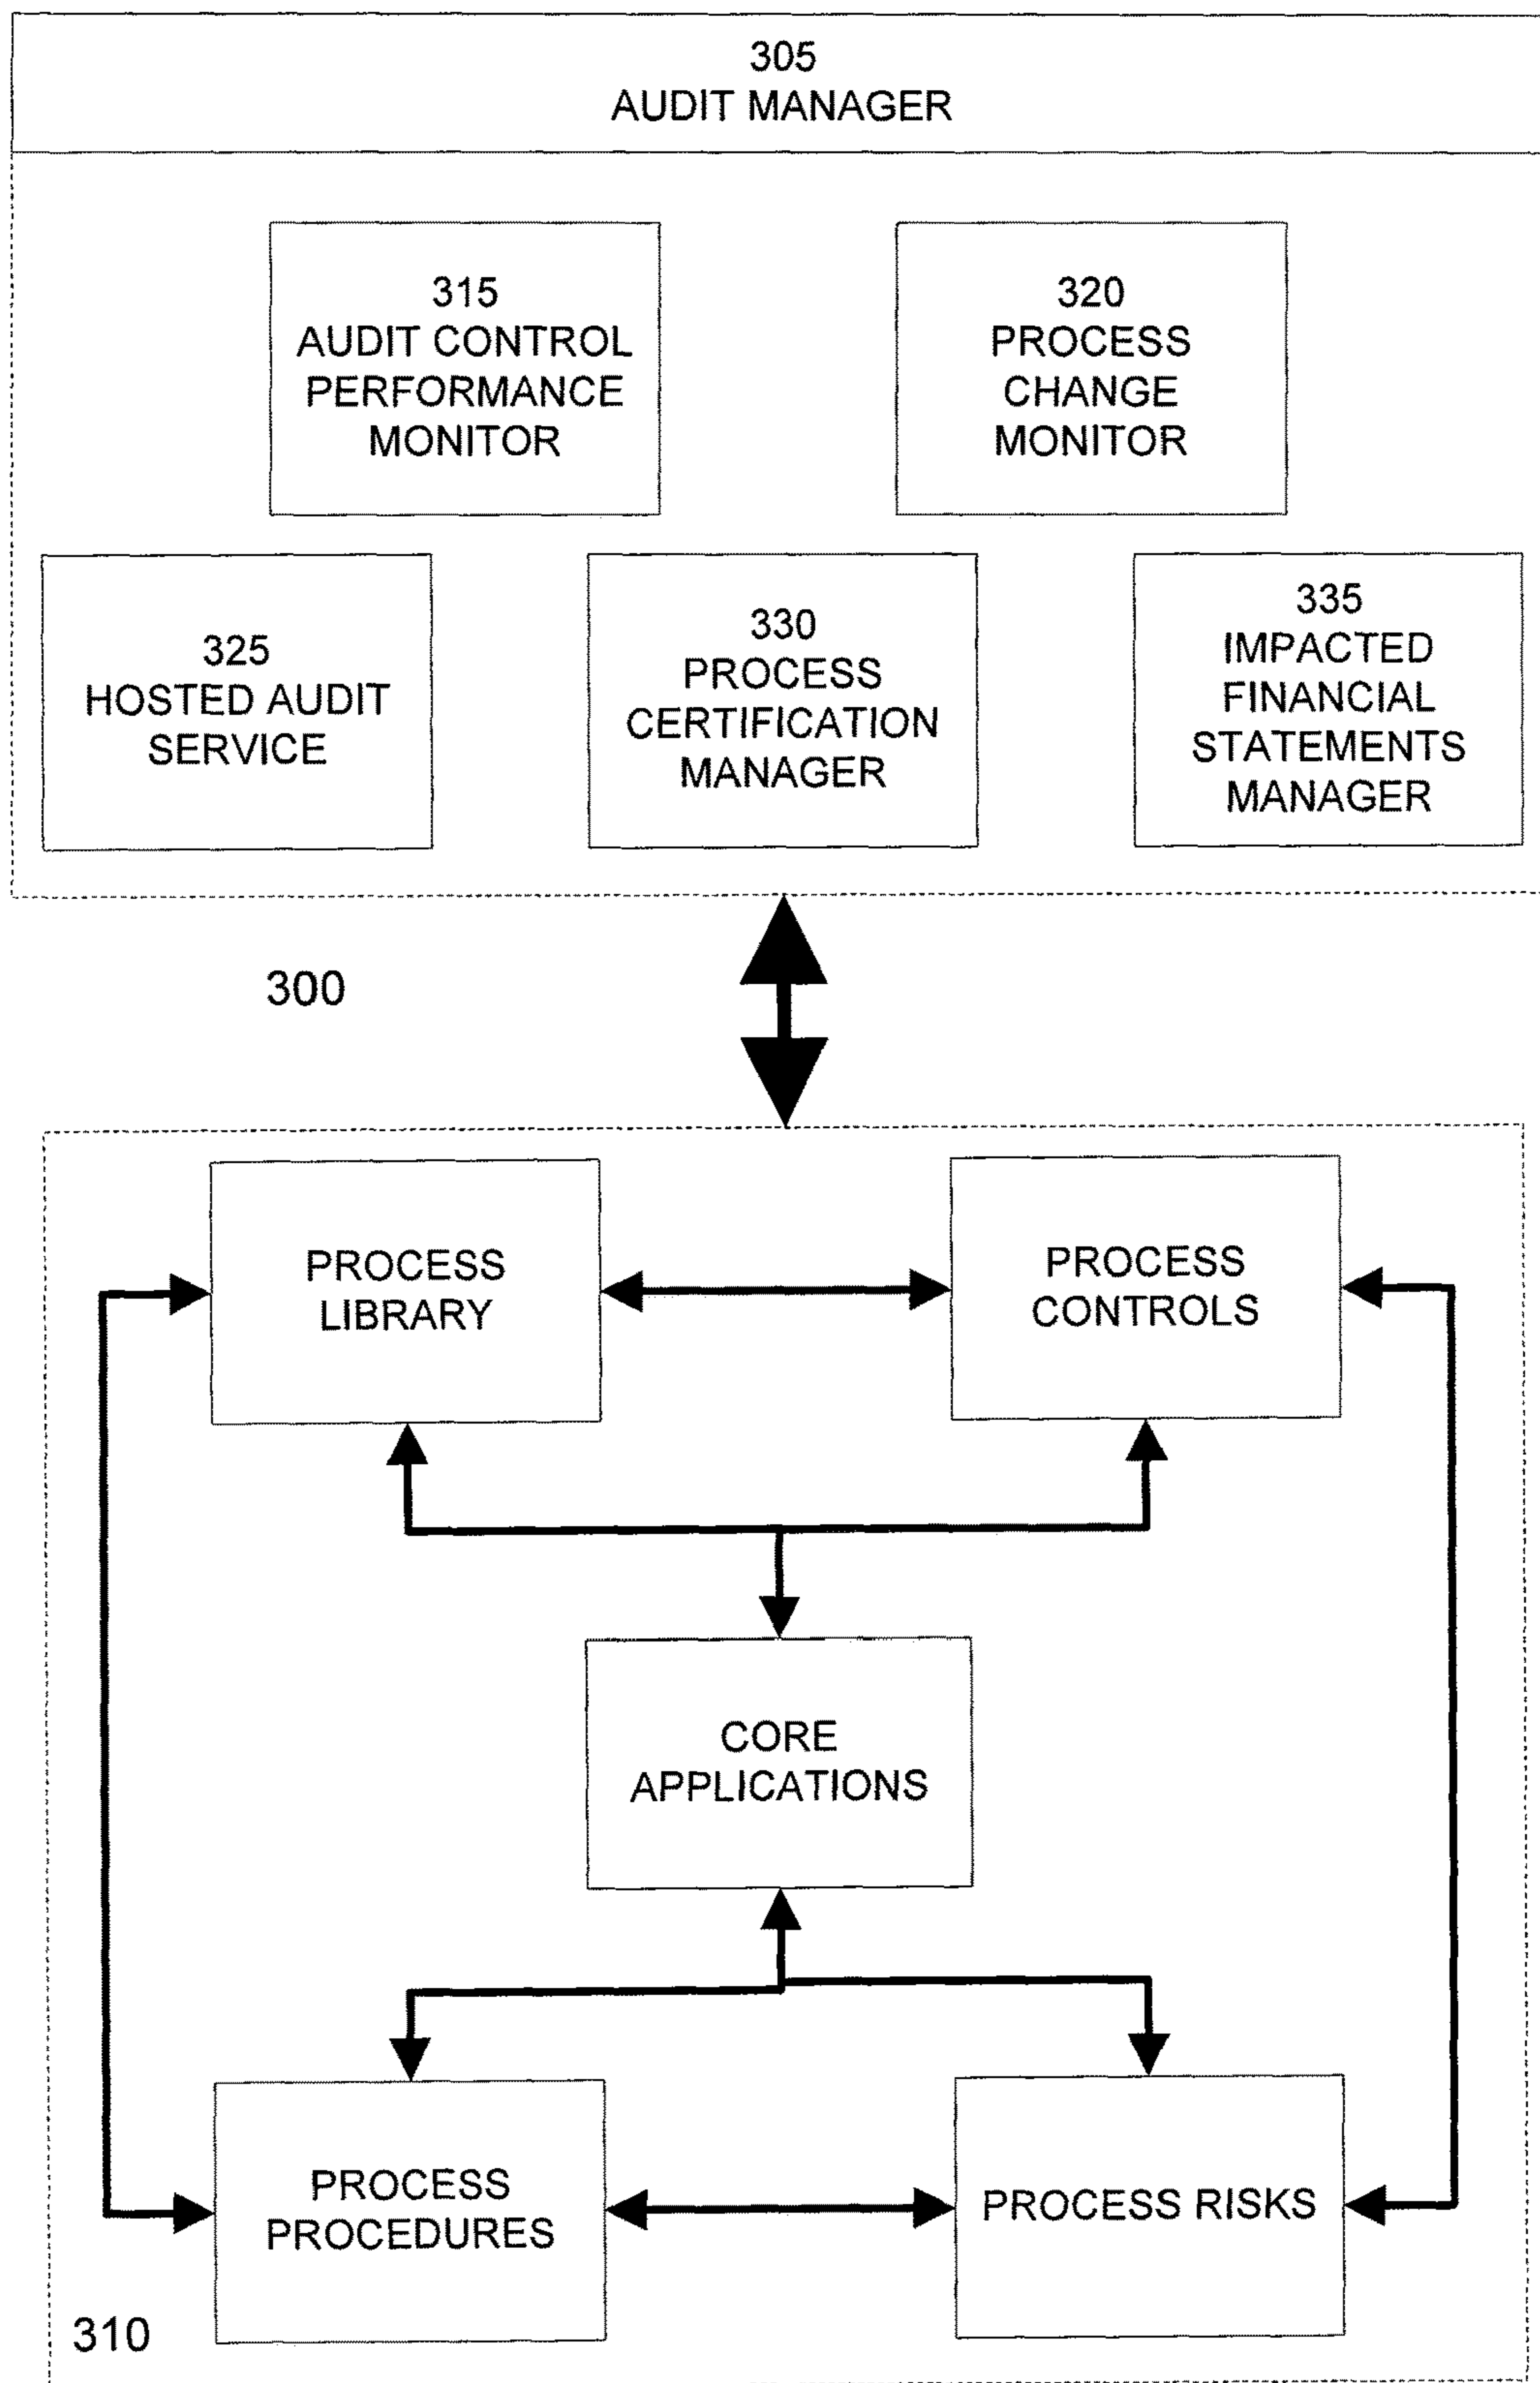 305
AUDIT MANAGER
315
AUDIT CONTROL
PERFORMANCE
MONITOR
320
PROCESS
CHANGE
MONITOR
325
HOSTED AUDIT
SERVICE
330
PROCESS
CERTIFICATION
MANAGER
335
IMPACTED
FINANCIAL
STATEMENTS
MANAGER
300
PROCESS
LIBRARY
PROCESS
CONTROLS
CORE
APPLICATIONS
PROCESS
PROCEDURES
PROCESS RISKS
310